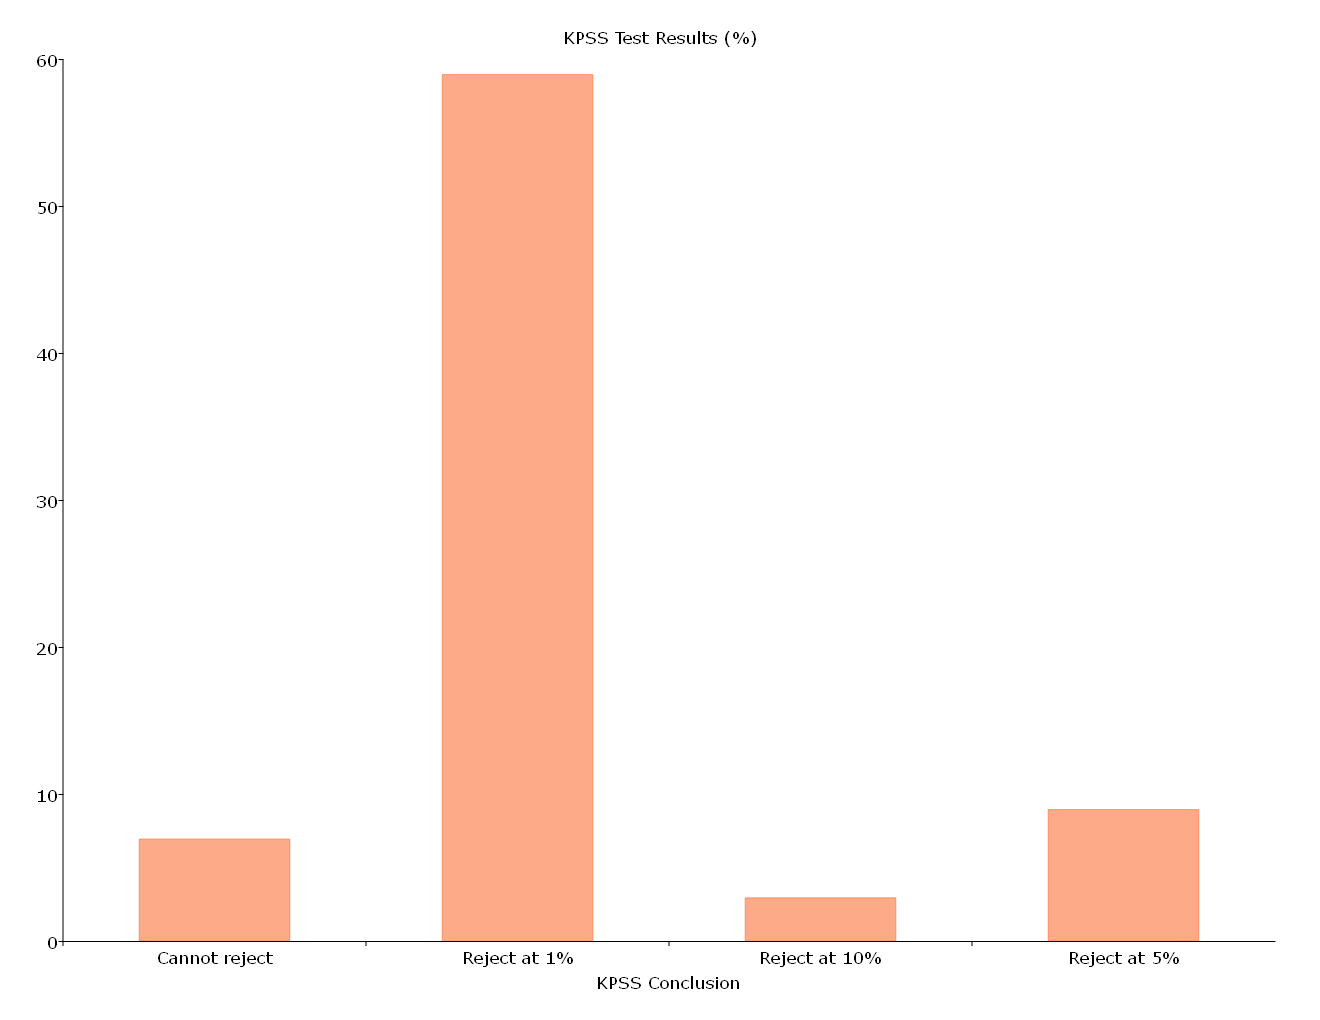 KPSS Test Results (%)
60
50
40
30
20
10
0
Cannot reject
Reject at 1%
Reject at 10%
Reject at 5%
KPSS Conclusion